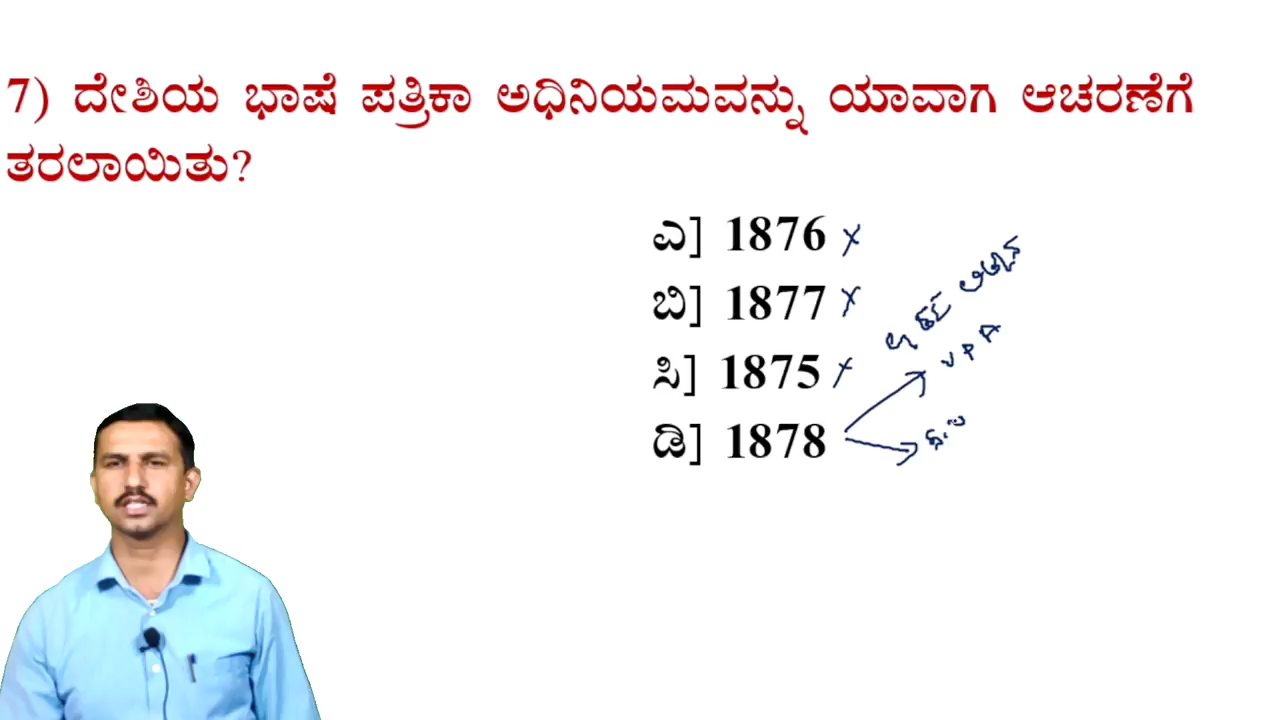 7) ದೇಶಿಯ ಭಾಷೆ ಪತ್ರಿಕಾ ಅಧಿನಿಯಮವನ್ನು ಯಾವಾಗ ಆಚರಣೆಗೆ
ತರಲಾಯಿತು?
ಎ] 1876 x
ಬಿ] 1877 x
ಸಿ] 1875 x
VPA
ಡಿ] 1878